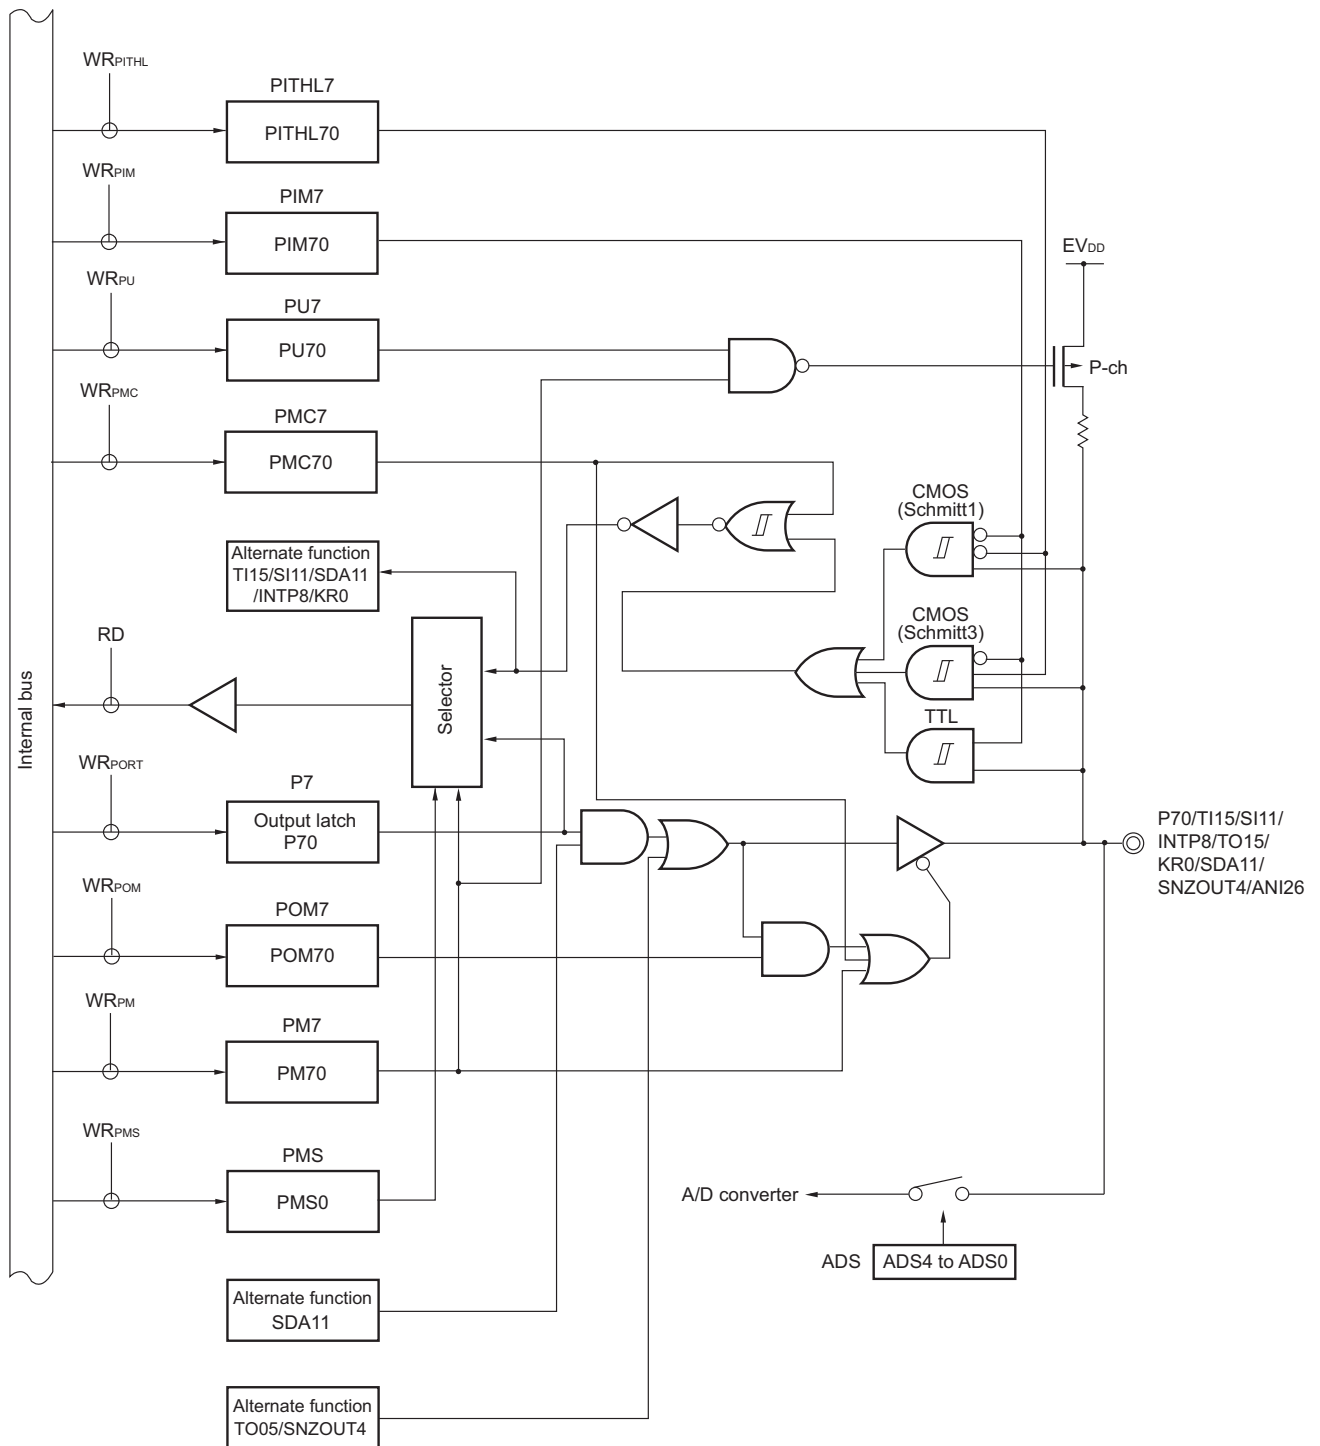 WRPITHL
PITHL7
PITHL70
WRPIM
PIM7
PIM70
EVDD
WRPU
PU7
PU70
P-ch
WRPMC
PMC7
PMC70
CMOS
(Schmitt1)
Alternate function
TI15/SI11/SDA11
/INTP8/KR0
CMOS
(Schmitt3)
RD
Selector
Internal bus
TTL
WRPORT
P7
Output latch
P70
P70/TI15/SI11/
INTP8/TO15/
KR0/SDA11/
SNZOUT4/ANI26
WRPOM
POM7
POM70
WRPM
PM7
PM70
WRPMS
PMS
PMS0
A/D converter
ADS
ADS4 to ADS0
Alternate function
SDA11
Alternate function
TO05/SNZOUT4